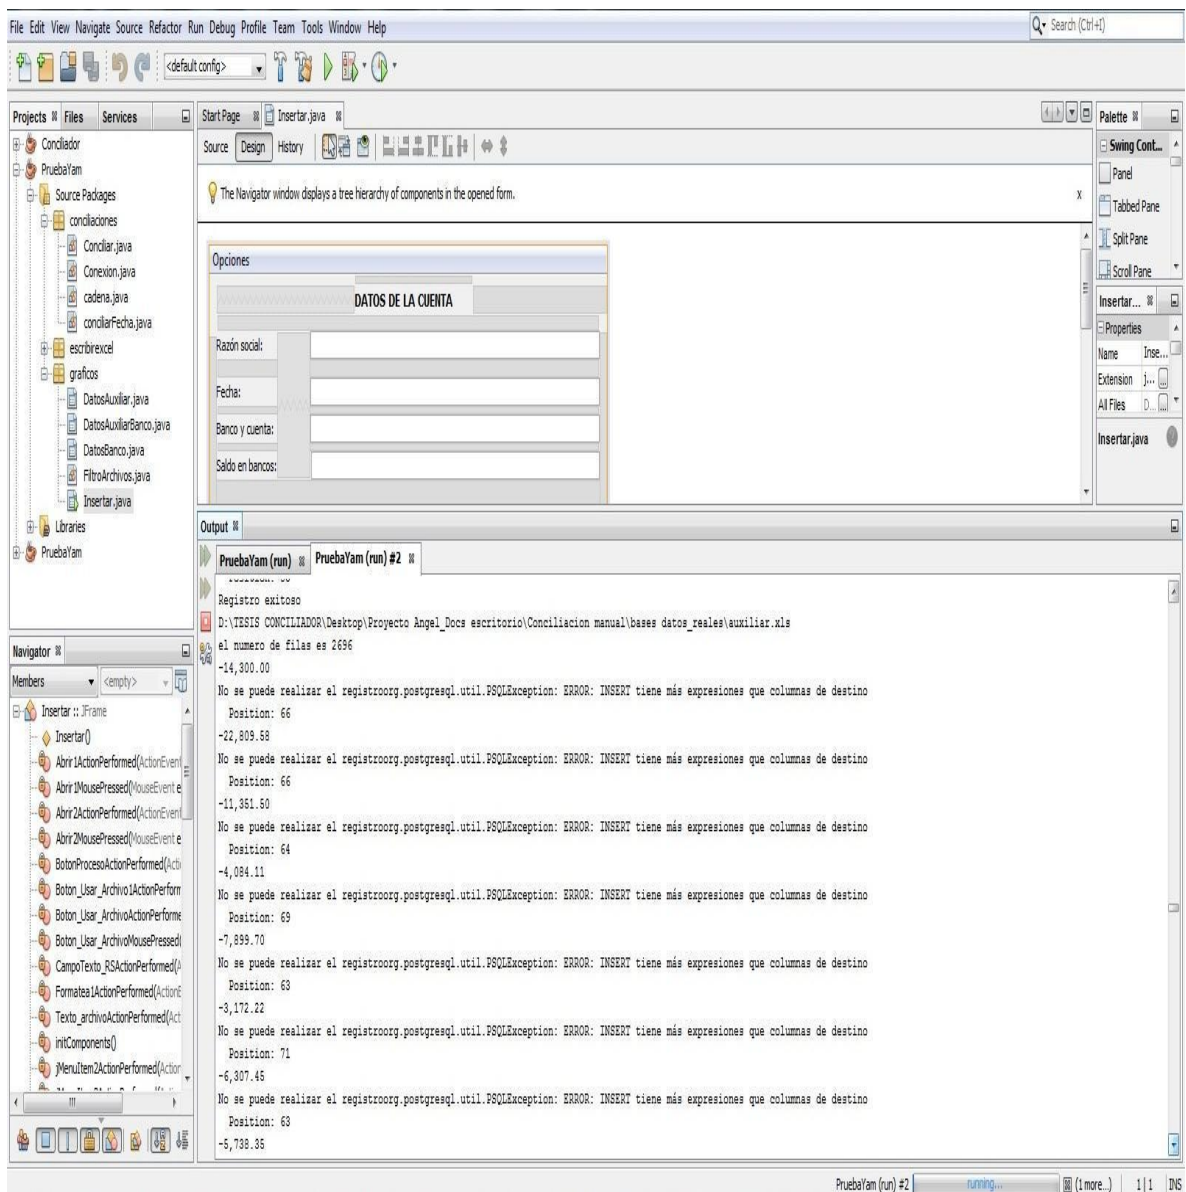 File Edit View Navigate Source Refactor Run Debug Profile Team Tools Window Help
Search (Ctrl+I)
<default config>
Projects Files Services
Conciliador
PruebaYam
Source Packages
conciliaciones
Conciliar.java
Conexion.java
cadena.java
conciliarFecha.java
escribirexcel
graficos
DatosAuxiliar.java
DatosAuxiliarBanco.java
DatosBanco.java
FiltroArchivos.java
Insertar.java
Libraries
PruebaYam
Start Page Insertar.java
Source Design History
The Navigator window displays a tree hierarchy of components in the opened form.
x
Opciones
DATOS DE LA CUENTA
Razón social:
Fecha:
Banco y cuenta:
Saldo en bancos:
Palette
Swing Cont...
Panel
Tabbed Pane
Split Pane
Scroll Pane
Insertar...
Properties
Name Inse...
Extension j...
All Files D...
Insertar.java
Navigator
Members <empty>
Insertar :: JFrame
Insertar()
Abrir1ActionPerformed(ActionEvent
Abrir1MousePressed(MouseEvent e
Abrir2ActionPerformed(ActionEvent
Abrir2MousePressed(MouseEvent e
BotonProcesoActionPerformed(Acti
Boton_Usar_Archivo1ActionPerform
Boton_Usar_ArchivoActionPerforme
Boton_Usar_ArchivoMousePressed(
CampoTexto_RSActionPerformed(A
Formatea1ActionPerformed(ActionE
Texto_archivoActionPerformed(Act
initComponents()
jMenuItem2ActionPerformed(Action
Output
PruebaYam (run) PruebaYam (run) #2
Registro exitoso
D:\TESIS CONCILIADOR\Desktop\Proyecto Angel_Docs escritorio\Conciliacion manual\bases datos_reales\auxiliar.xls
el numero de filas es 2696
-14,300.00
No se puede realizar el registroorg.postgresql.util.PSQLException: ERROR: INSERT tiene más expresiones que columnas de destino
Position: 66
-22,809.58
No se puede realizar el registroorg.postgresql.util.PSQLException: ERROR: INSERT tiene más expresiones que columnas de destino
Position: 66
-11,351.50
No se puede realizar el registroorg.postgresql.util.PSQLException: ERROR: INSERT tiene más expresiones que columnas de destino
Position: 64
-4,084.11
No se puede realizar el registroorg.postgresql.util.PSQLException: ERROR: INSERT tiene más expresiones que columnas de destino
Position: 69
-7,899.70
No se puede realizar el registroorg.postgresql.util.PSQLException: ERROR: INSERT tiene más expresiones que columnas de destino
Position: 63
-3,172.22
No se puede realizar el registroorg.postgresql.util.PSQLException: ERROR: INSERT tiene más expresiones que columnas de destino
Position: 71
-6,307.45
No se puede realizar el registroorg.postgresql.util.PSQLException: ERROR: INSERT tiene más expresiones que columnas de destino
Position: 63
-5,738.35
PruebaYam (run) #2 running... (1 more...) 1|1 INS